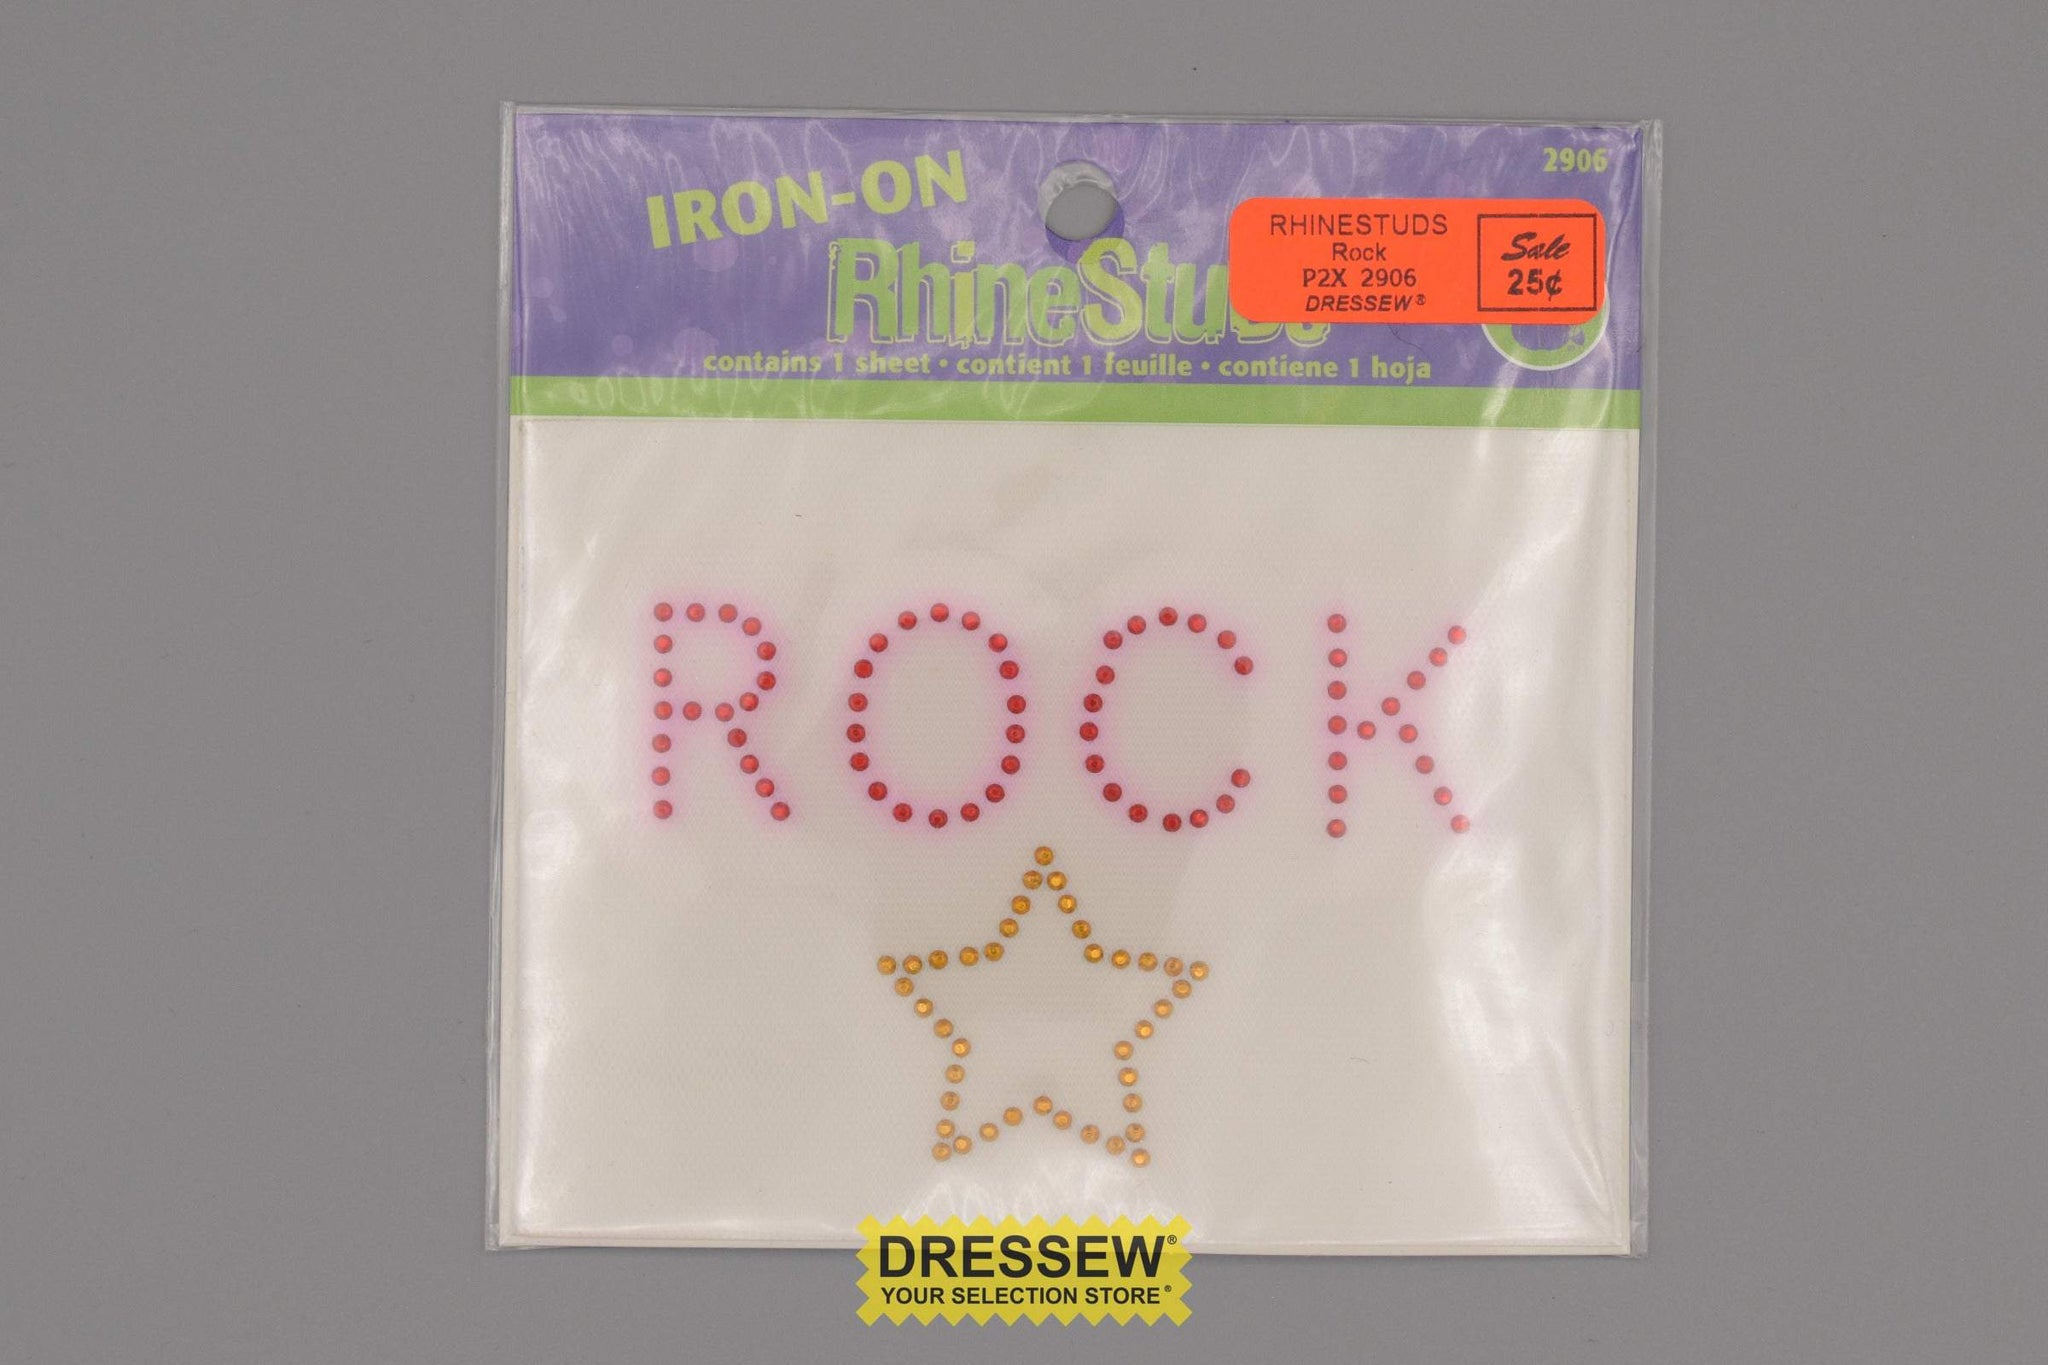 2906
IRON-ON
RhineStuds
RHINESTUDS
Rock
P2X 2906
DRESSEW®
Sale
25¢
contains 1 sheet • contient 1 feuille • contiene 1 hoja
ROCK
DRESSEW®
YOUR SELECTION STORE®